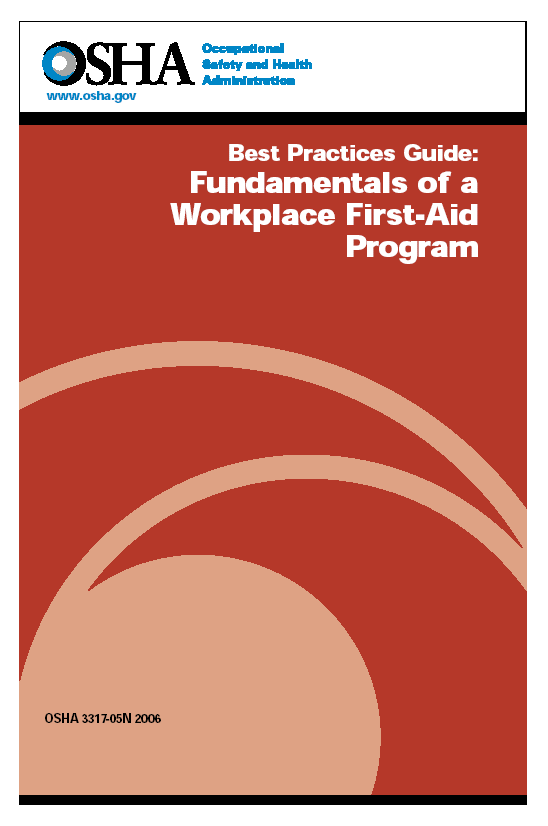 OSHA Occupational
Safety and Health
Administration
www.osha.gov
Best Practices Guide:
Fundamentals of a
Workplace First-Aid
Program
OSHA 3317-05N 2006